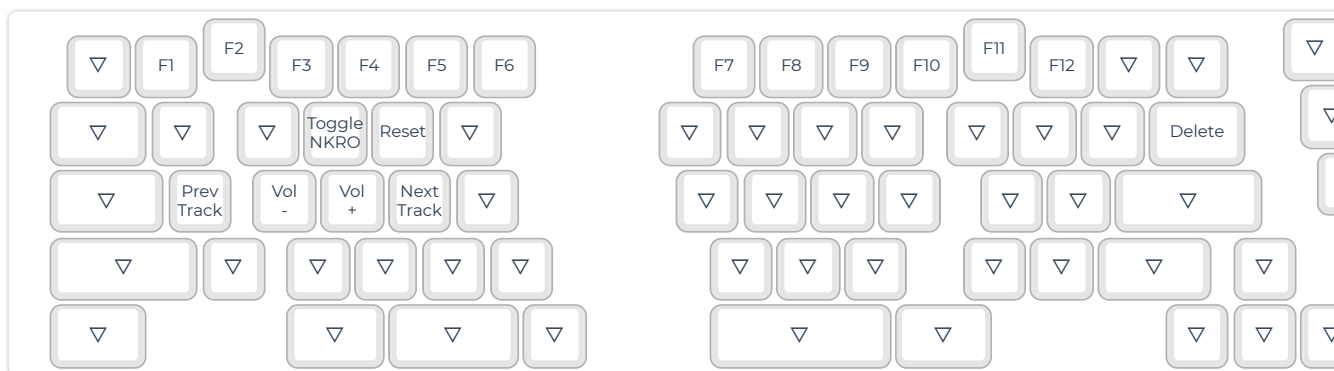 ▽ F1 F2 F3 F4 F5 F6 F7 F8 F9 F10 F11 F12 ▽ ▽ ▽
▽ ▽ ▽ Toggle NKRO Reset ▽ ▽ ▽ ▽ ▽ ▽ ▽ ▽ Delete ▽
▽ Prev Track Vol - Vol + Next Track ▽ ▽ ▽ ▽ ▽ ▽ ▽ ▽
▽ ▽ ▽ ▽ ▽ ▽ ▽ ▽ ▽ ▽ ▽ ▽ ▽
▽ ▽ ▽ ▽ ▽ ▽ ▽ ▽ ▽